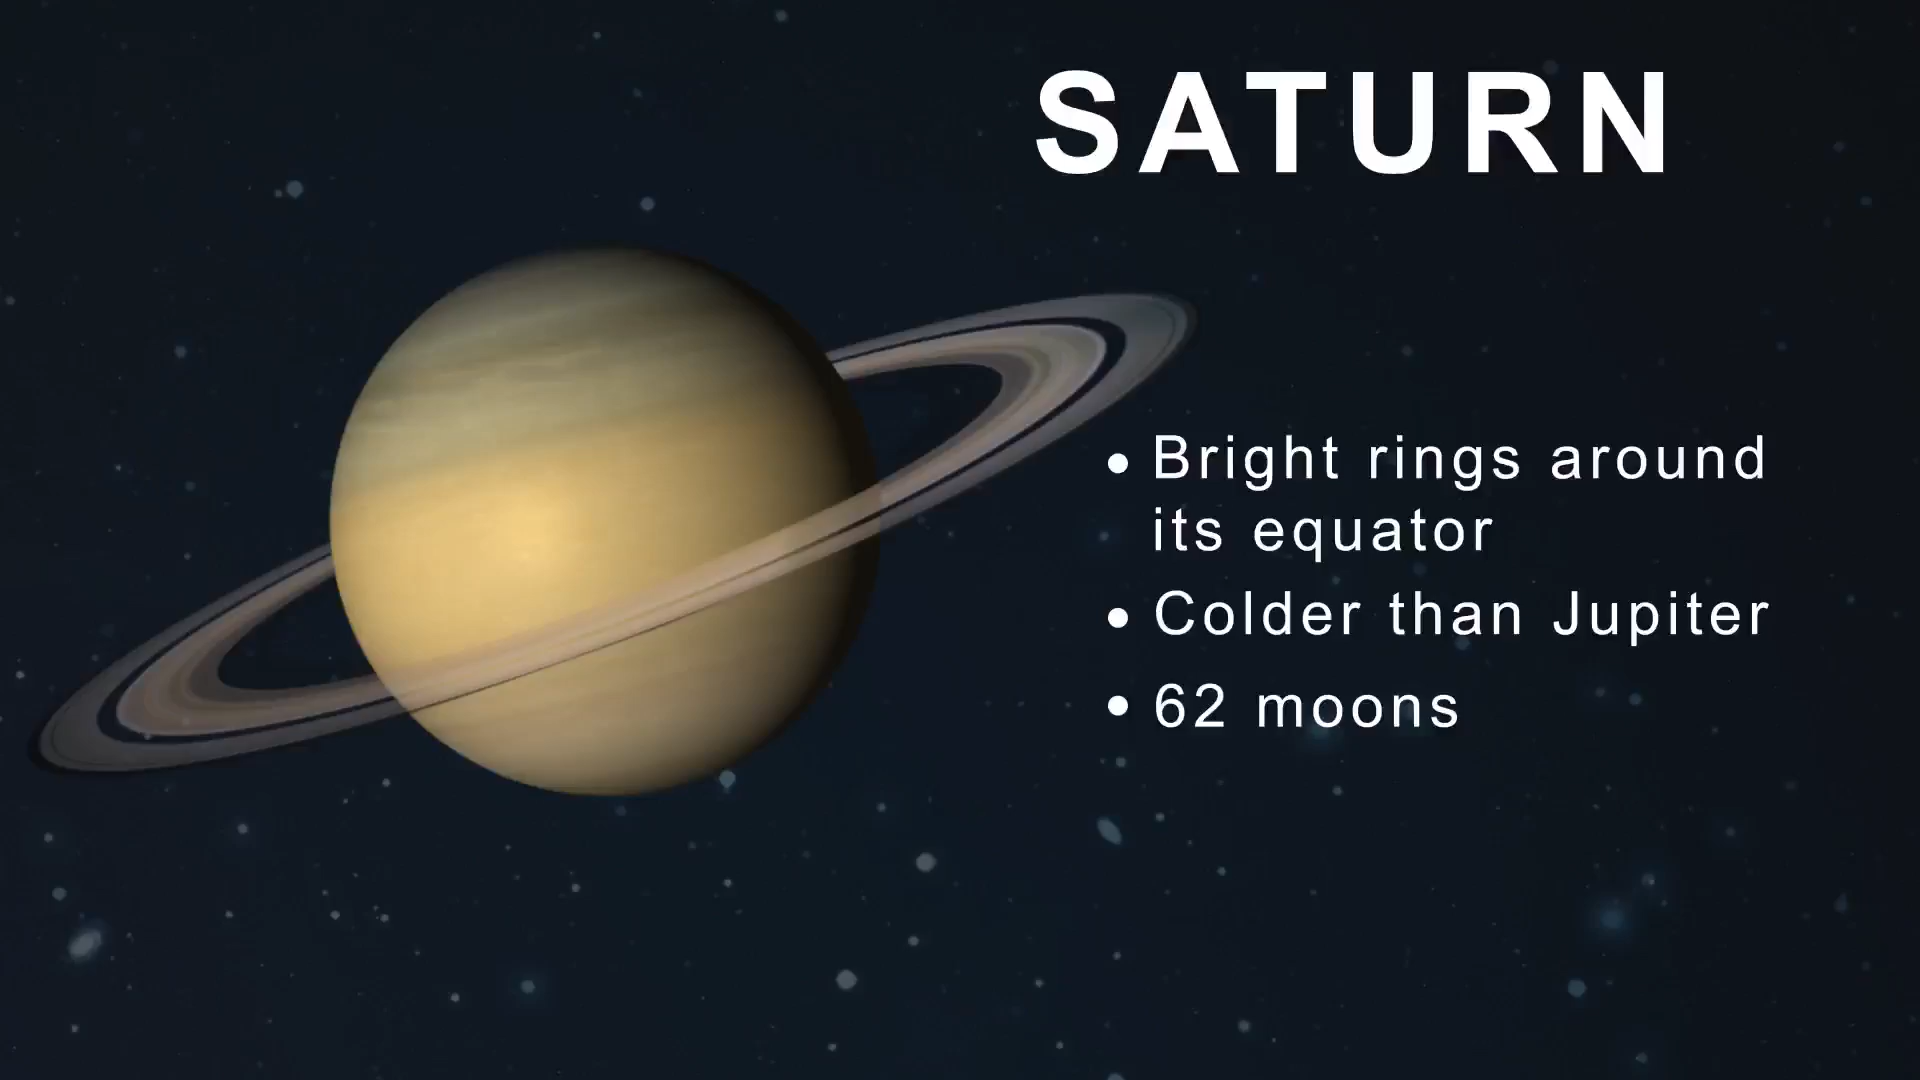 SATURN
• Bright rings around
its equator
• Colder than Jupiter
• 62 moons